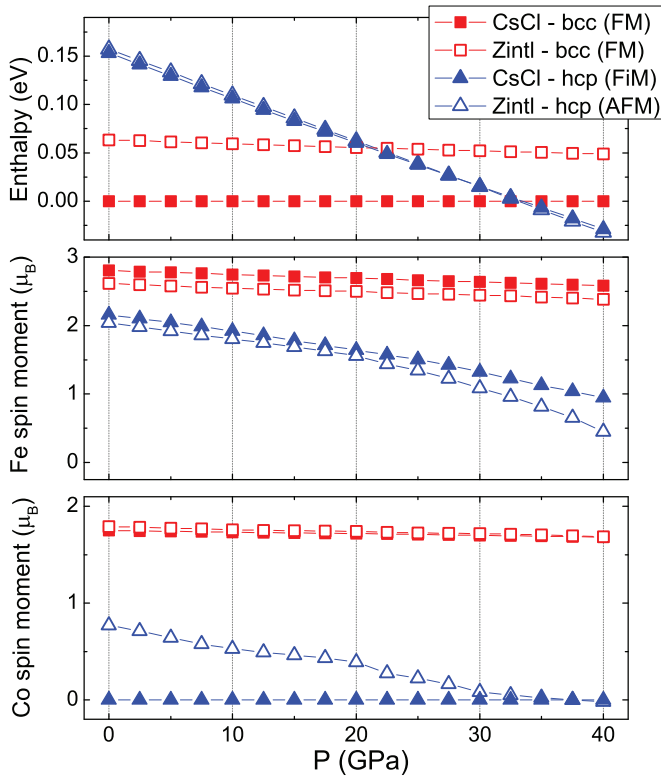 CsCl - bcc (FM)
Zintl - bcc (FM)
CsCl - hcp (FiM)
Zintl - hcp (AFM)
Enthalpy (eV)
0.15
0.10
0.05
0.00
Fe spin moment (μB)
3
2
1
0
Co spin moment (μB)
2
1
0
0 10 20 30 40
P (GPa)